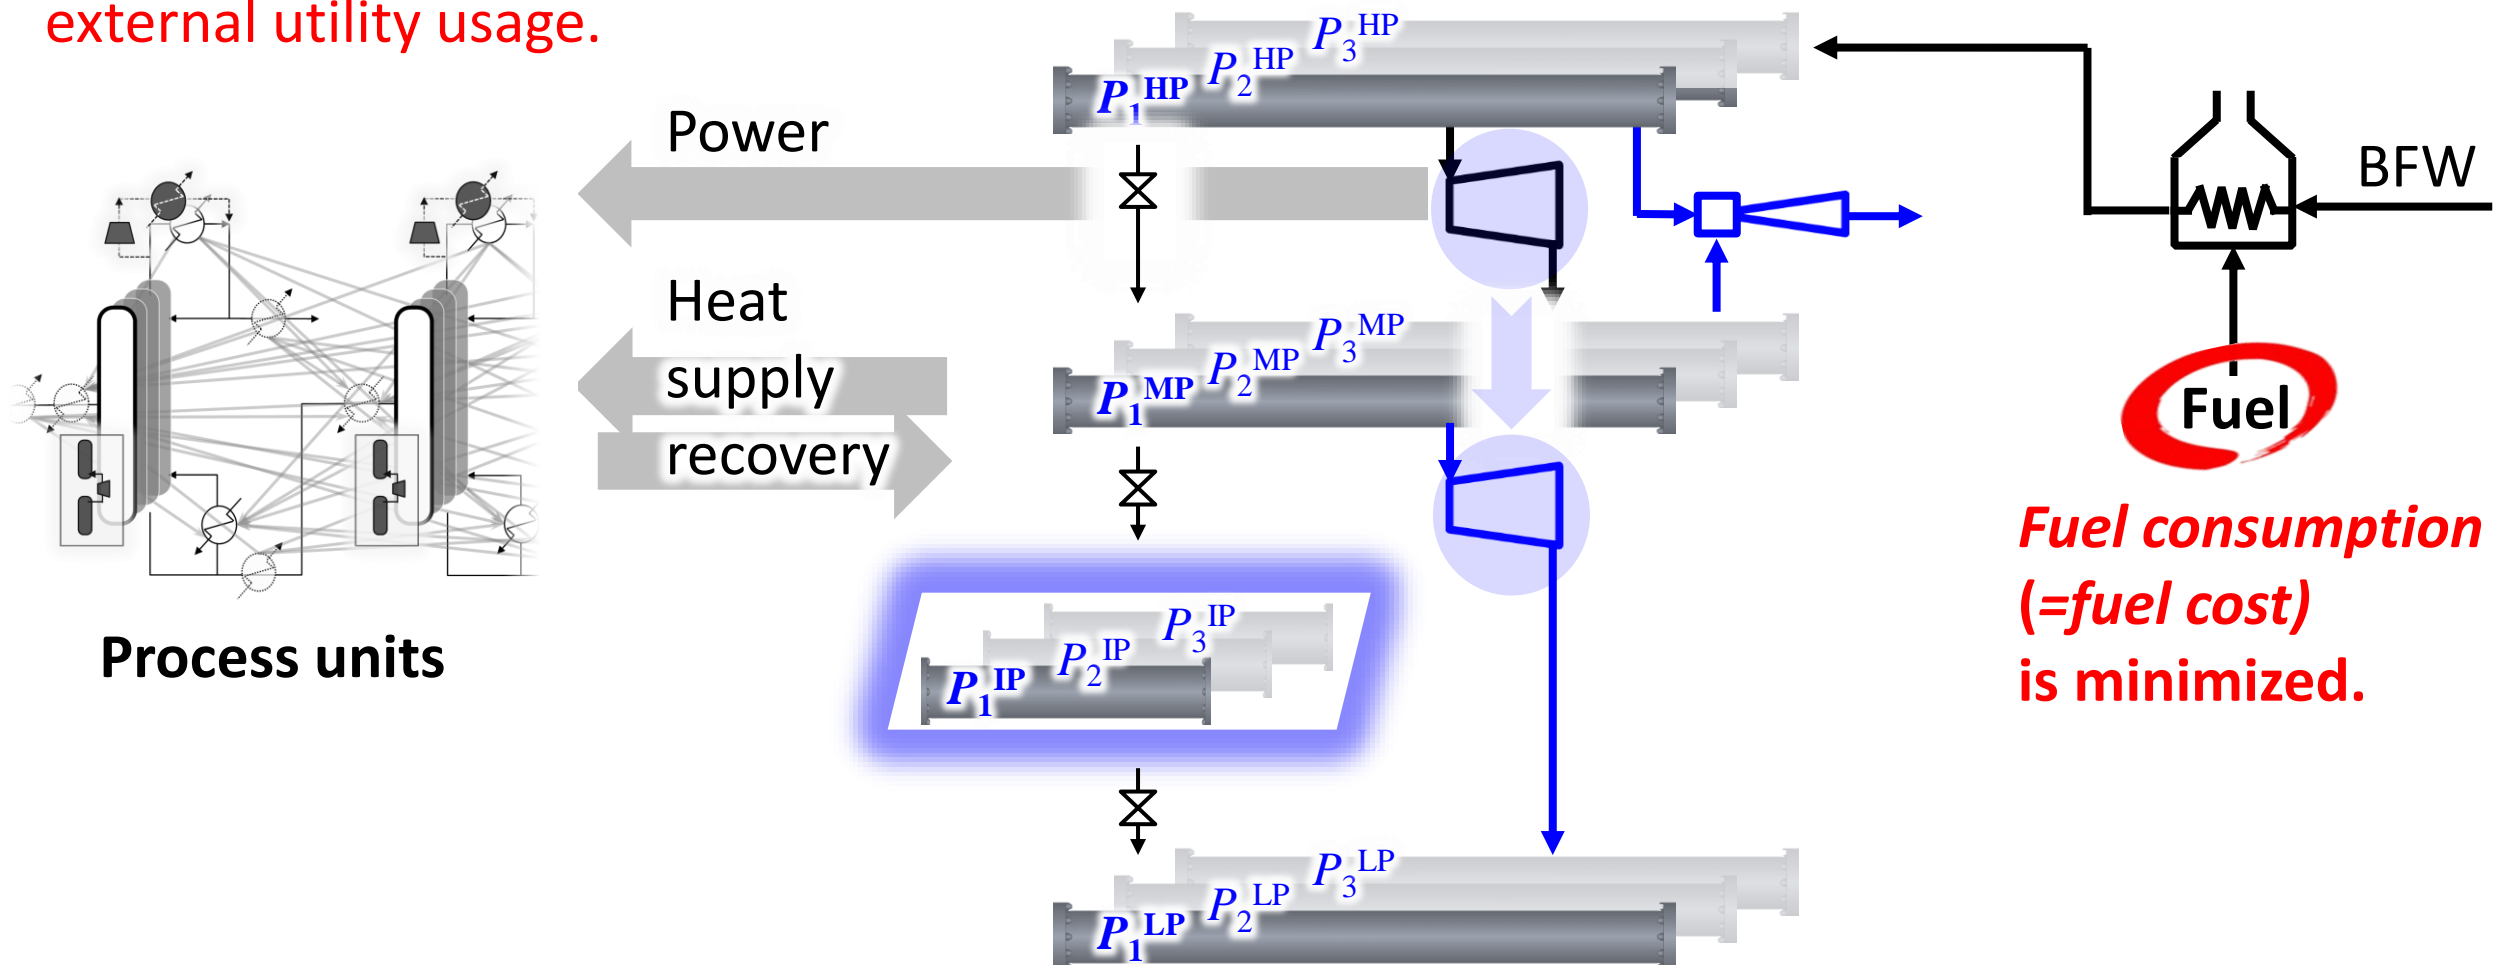 external utility usage.
P₃ᴴᴾ
P₂ᴴᴾ
P₁ᴴᴾ
Power
BFW
Heat
supply
recovery
P₃ᴹᴾ
P₂ᴹᴾ
P₁ᴹᴾ
Fuel
Fuel consumption
(=fuel cost)
is minimized.
Process units
P₃ᴵᴾ
P₂ᴵᴾ
P₁ᴵᴾ
P₃ᴸᴾ
P₂ᴸᴾ
P₁ᴸᴾ